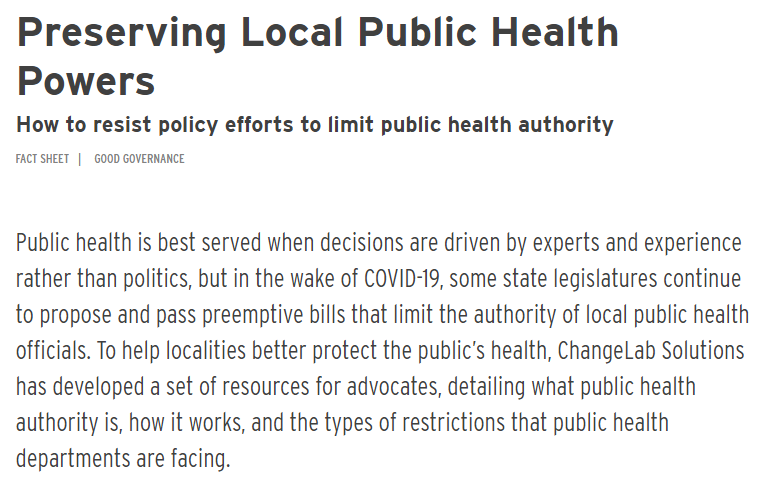 Preserving Local Public Health
Powers
How to resist policy efforts to limit public health authority
FACT SHEET | GOOD GOVERNANCE
Public health is best served when decisions are driven by experts and experience
rather than politics, but in the wake of COVID-19, some state legislatures continue
to propose and pass preemptive bills that limit the authority of local public health
officials. To help localities better protect the public's health, ChangeLab Solutions
has developed a set of resources for advocates, detailing what public health
authority is, how it works, and the types of restrictions that public health
departments are facing.